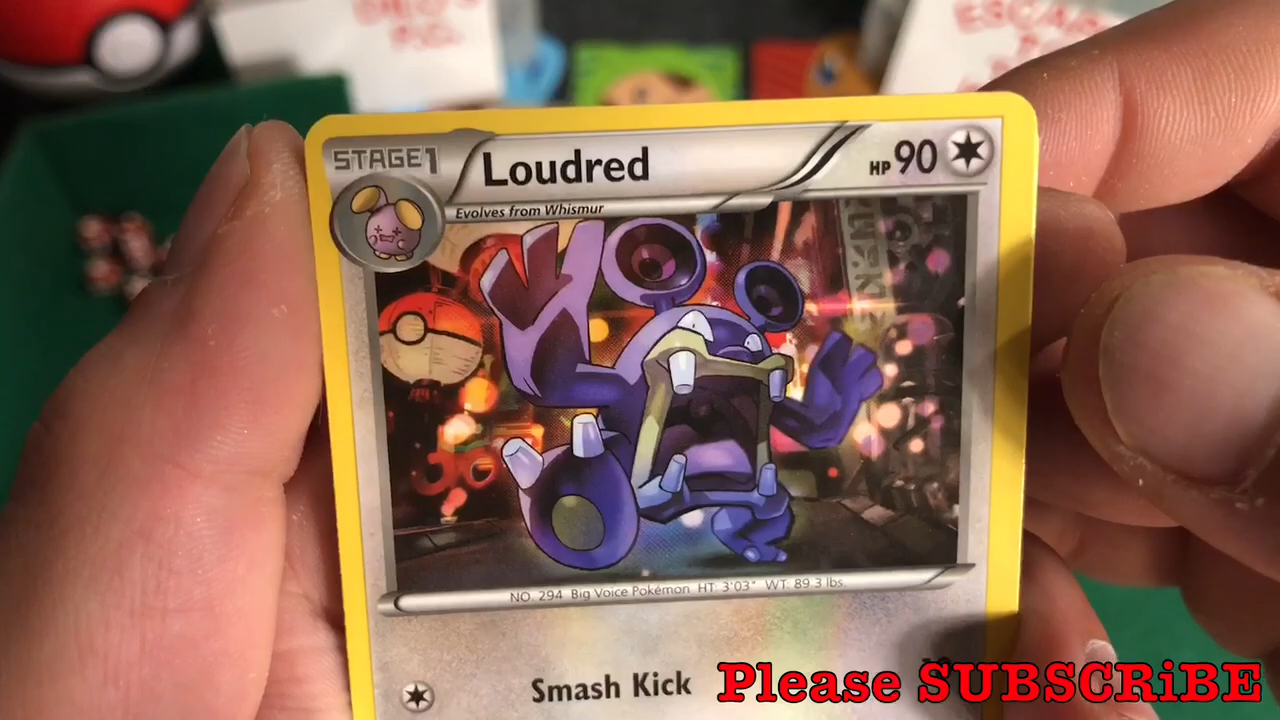 ESCAPE
STAGE1
Loudred
HP 90
Evolves from Whismur
NO. 294 Big Voice Pokémon HT: 3'03" WT: 89.3 lbs.
Smash Kick
Please SUBSCRiBE